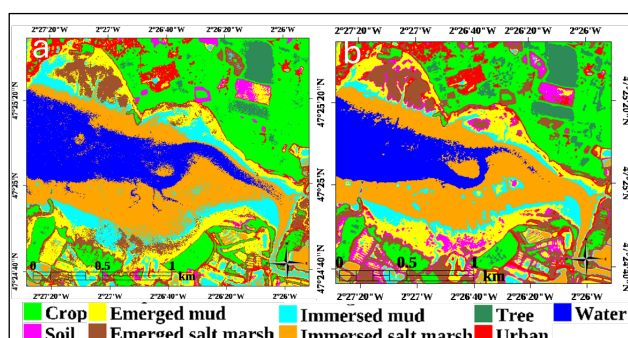 2°27'20"W 2°27' W 2°26'40"W 2°26'20"W 2°26'W
2°27'20"W 2°27' W 2°26'40"W 2°26'20"W 2°26'W
a
b
47°25'20"N
47°25'N
47°24'40"N
47°25'20"N
47°25'N
47°24'40"N
0 0.5 1
km
0 0.5 1
km
2°27'20"W 2°27'W 2°26'40"W 2°26'20"W 2°26'W
2°27'20"W 2°27'W 2°26'40"W 2°26'20"W 2°26'W
Crop Emerged mud Immersed mud Tree Water
Soil Emerged salt marsh Immersed salt marsh Urban